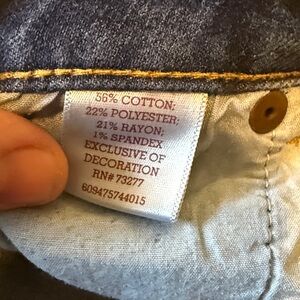 56% COTTON;
22% POLYESTER;
21% RAYON;
1% SPANDEX
EXCLUSIVE OF
DECORATION
RN# 73277
609475744015